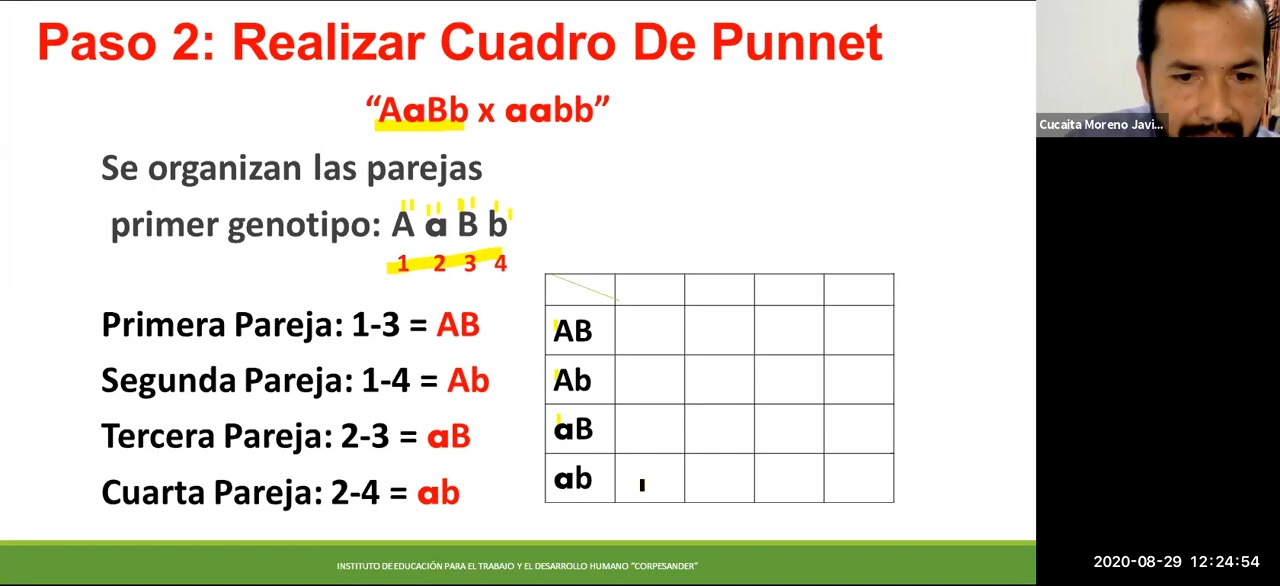 Paso 2: Realizar Cuadro De Punnet
“AaBb x aabb”
Se organizan las parejas
primer genotipo: A a B b
1 2 3 4
Primera Pareja: 1-3 = AB
Segunda Pareja: 1-4 = Ab
Tercera Pareja: 2-3 = aB
Cuarta Pareja: 2-4 = ab
AB
Ab
aB
ab
INSTITUTO DE EDUCACIÓN PARA EL TRABAJO Y EL DESARROLLO HUMANO “CORPESANDER”
Cucaita Moreno Javi...
2020-08-29 12:24:54